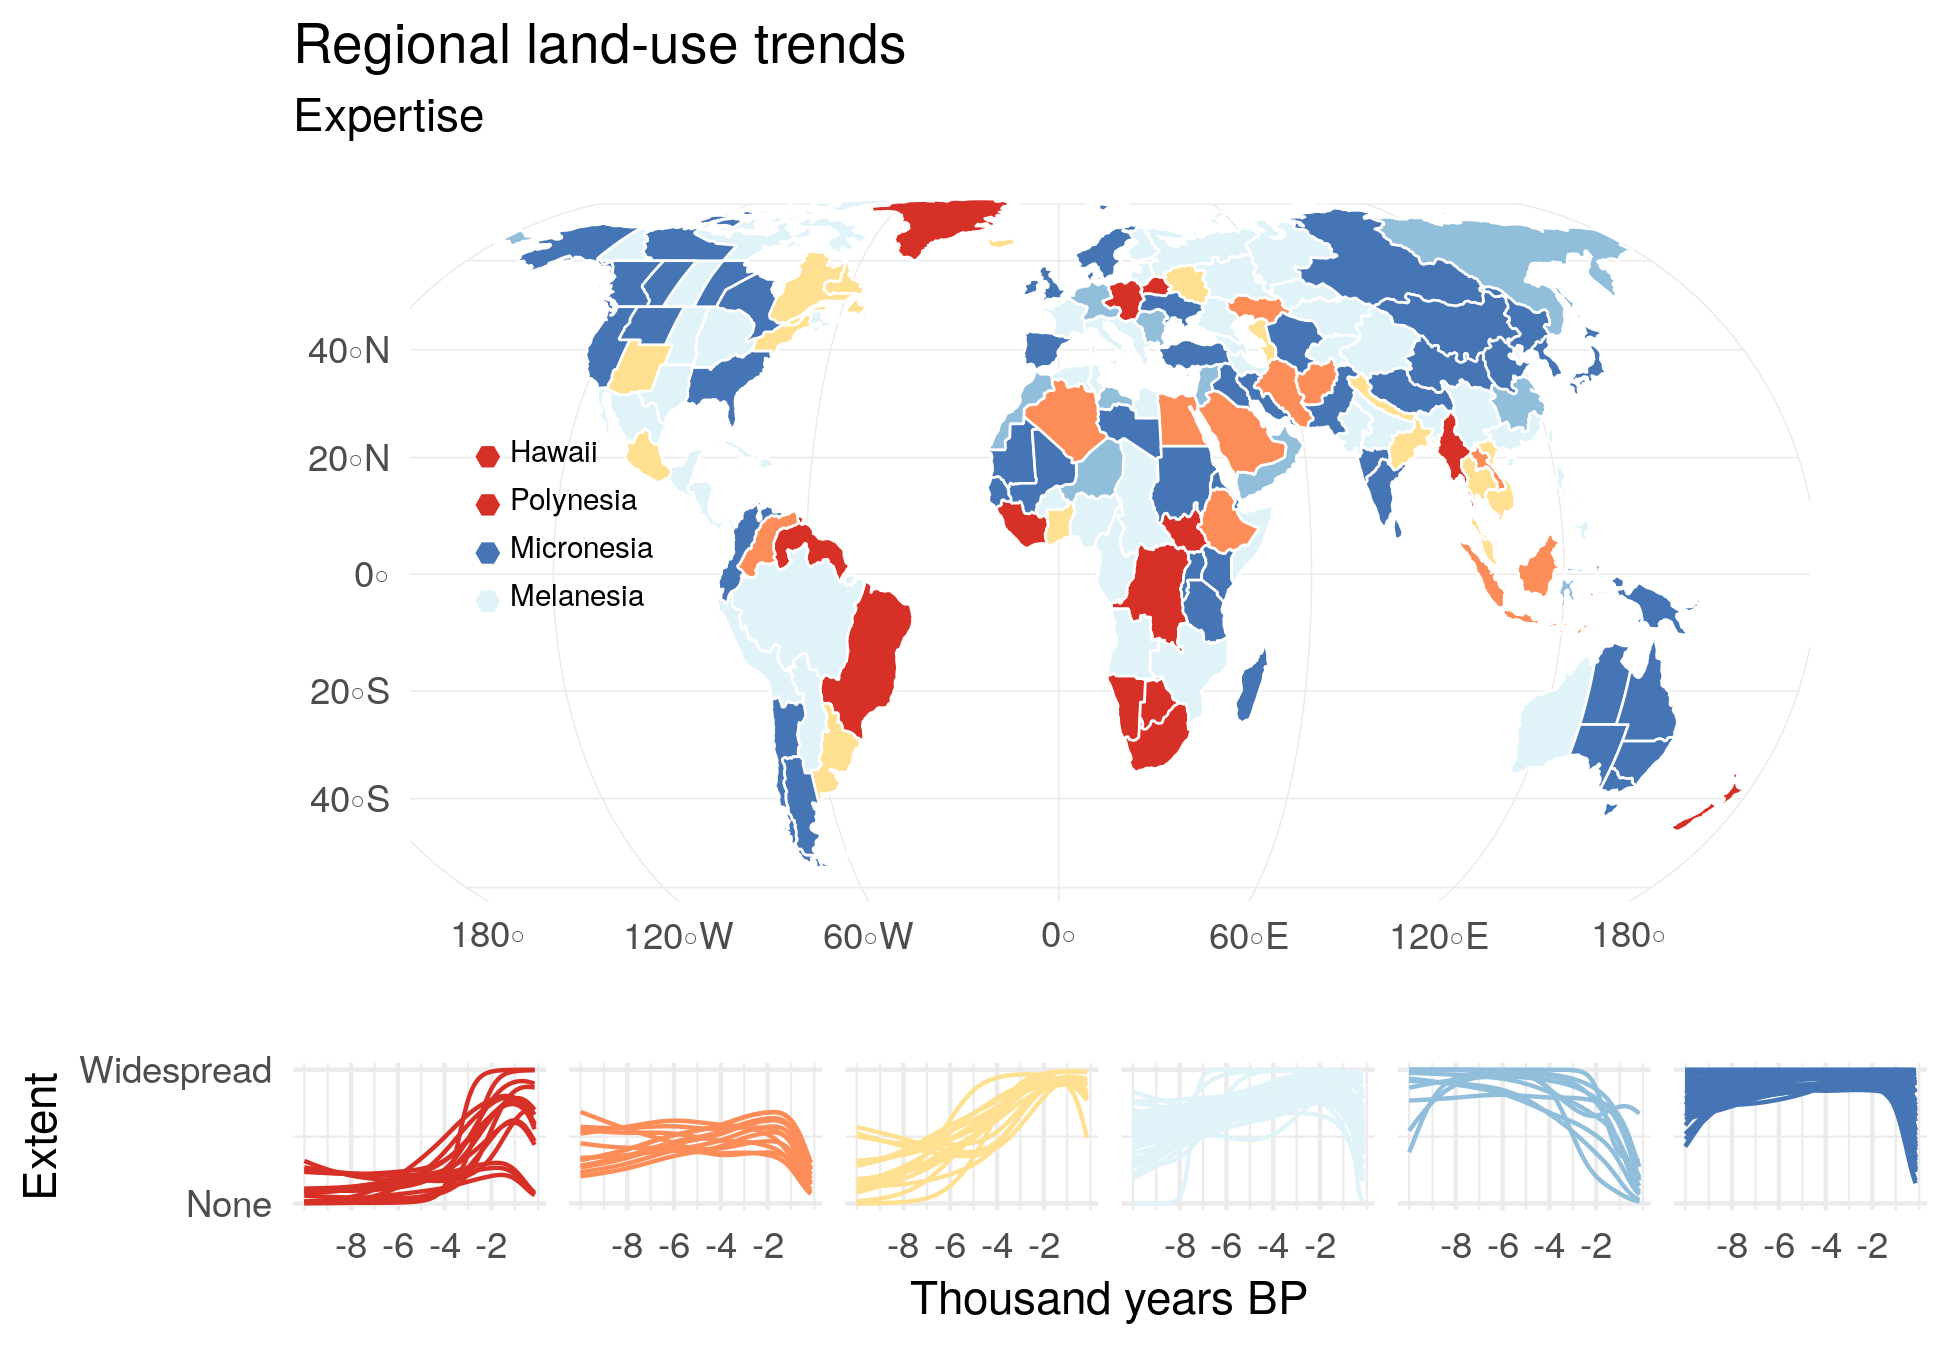 Regional land-use trends
Expertise
40◦N
20◦N
0◦
20◦S
40◦S
Hawaii
Polynesia
Micronesia
Melanesia
180◦ 120◦W 60◦W 0◦ 60◦E 120◦E 180◦
Extent
Widespread
None
-8 -6 -4 -2 -8 -6 -4 -2 -8 -6 -4 -2 -8 -6 -4 -2 -8 -6 -4 -2 -8 -6 -4 -2
Thousand years BP